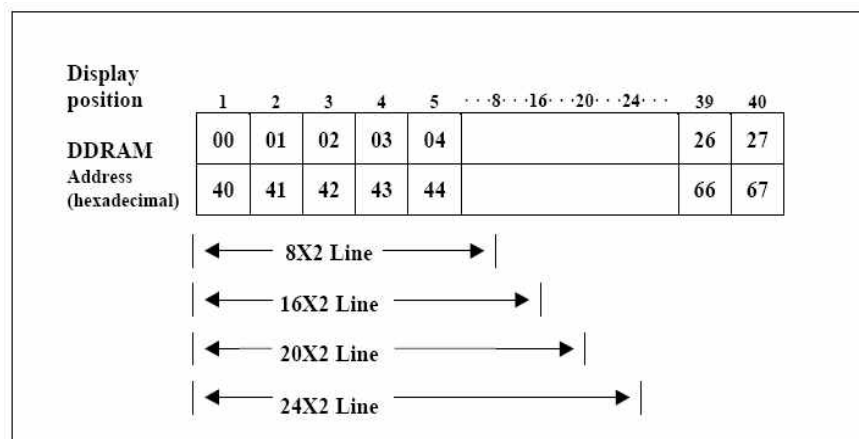 Display
position 1 2 3 4 5 · · ·8· · ·16· · ·20· · ·24· · · 39 40
DDRAM
Address
(hexadecimal)
00 01 02 03 04 26 27
40 41 42 43 44 66 67
8X2 Line
16X2 Line
20X2 Line
24X2 Line